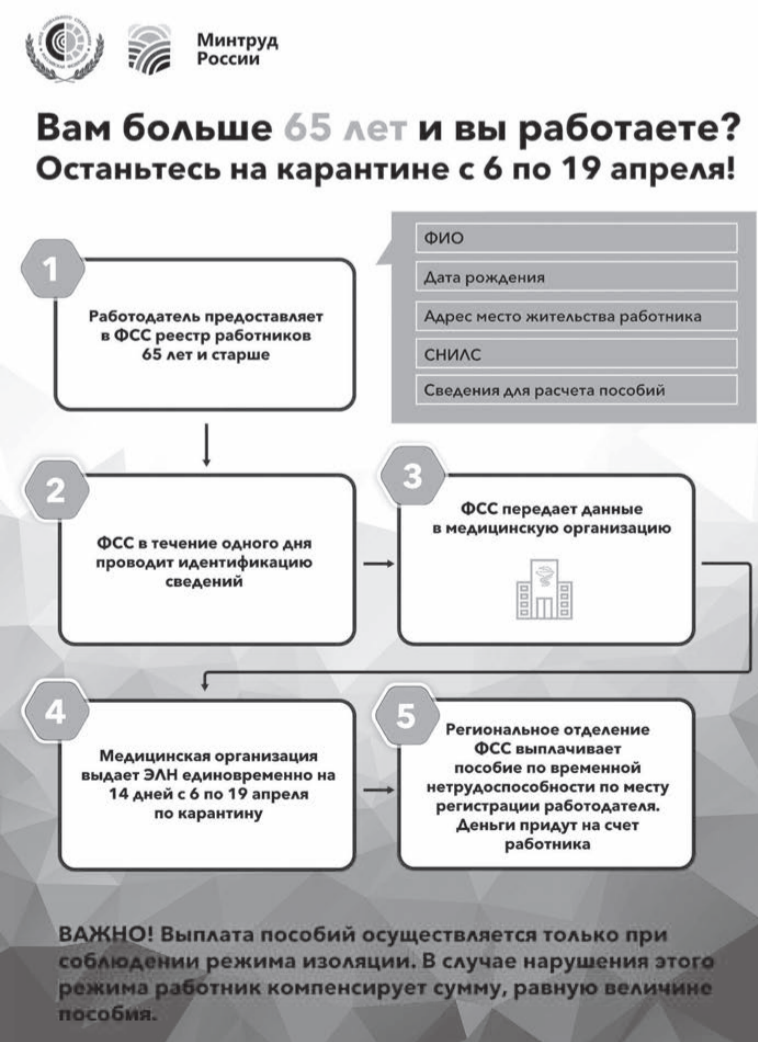 Минтруд
России
Вам больше 65 лет и вы работаете?
Останьтесь на карантине с 6 по 19 апреля!
1
Работодатель предоставляет
в ФСС реестр работников
65 лет и старше
ФИО
Дата рождения
Адрес место жительства работника
СНИЛС
Сведения для расчета пособий
2
ФСС в течение одного дня
проводит идентификацию
сведений
3
ФСС передает данные
в медицинскую организацию
4
Медицинская организация
выдает ЭЛН единовременно на
14 дней с 6 по 19 апреля
по карантину
5
Региональное отделение
ФСС выплачивает
пособие по временной
нетрудоспособности по месту
регистрации работодателя.
Деньги придут на счет
работника
ВАЖНО! Выплата пособий осуществляется только при
соблюдении режима изоляции. В случае нарушения этого
режима работник компенсирует сумму, равную величине
пособия.